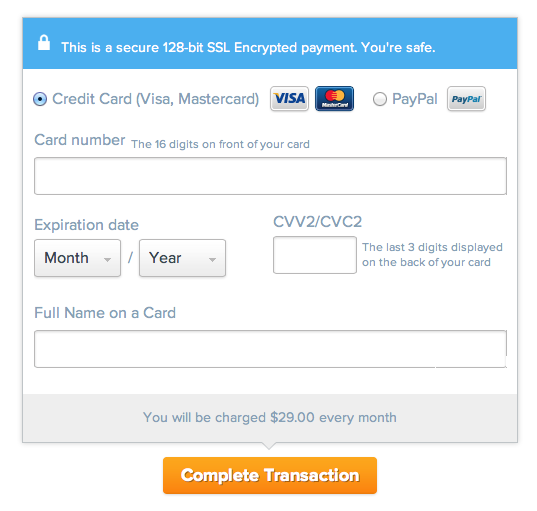 This is a secure 128-bit SSL Encrypted payment. You're safe.
Credit Card (Visa, Mastercard) VISA MasterCard PayPal PayPal
Card number The 16 digits on front of your card
Expiration date CVV2/CVC2
Month / Year The last 3 digits displayed
on the back of your card
Full Name on a Card
You will be charged $29.00 every month
Complete Transaction